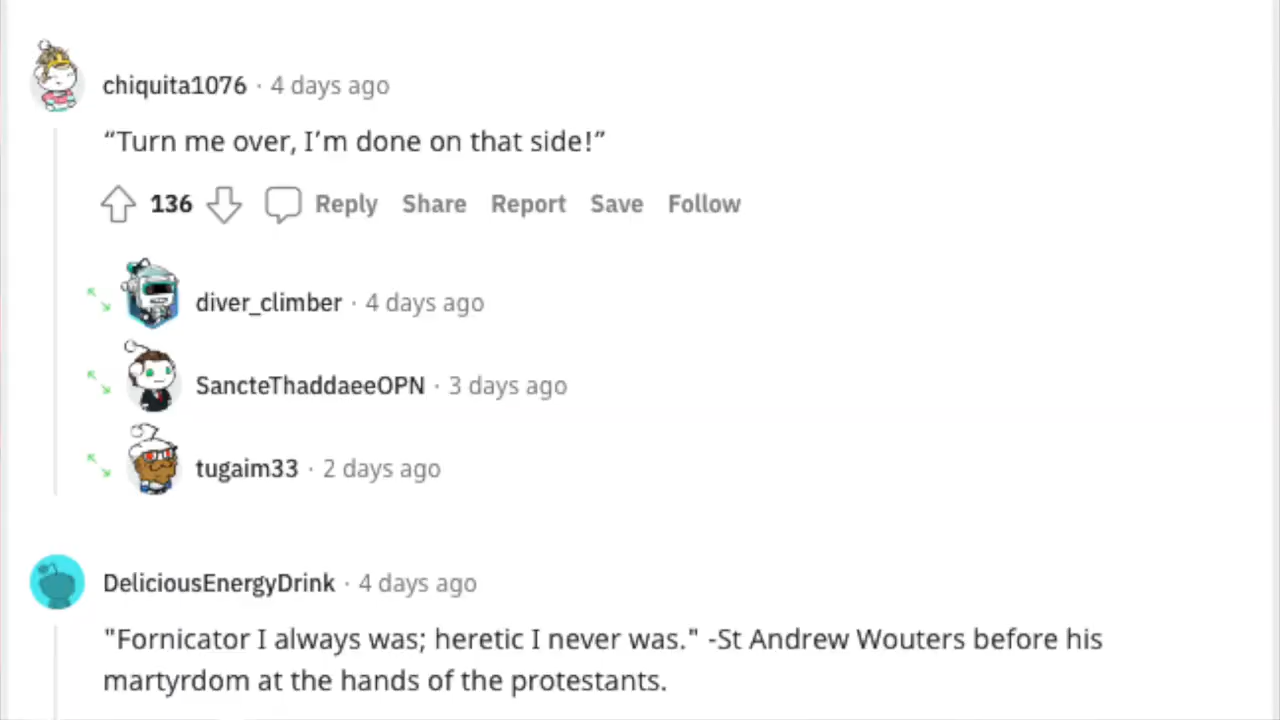 chiquita1076 · 4 days ago
“Turn me over, I’m done on that side!”
136 Reply Share Report Save Follow
diver_climber · 4 days ago
SancteThaddaeeOPN · 3 days ago
tugaim33 · 2 days ago
DeliciousEnergyDrink · 4 days ago
"Fornicator I always was; heretic I never was." -St Andrew Wouters before his
martyrdom at the hands of the protestants.